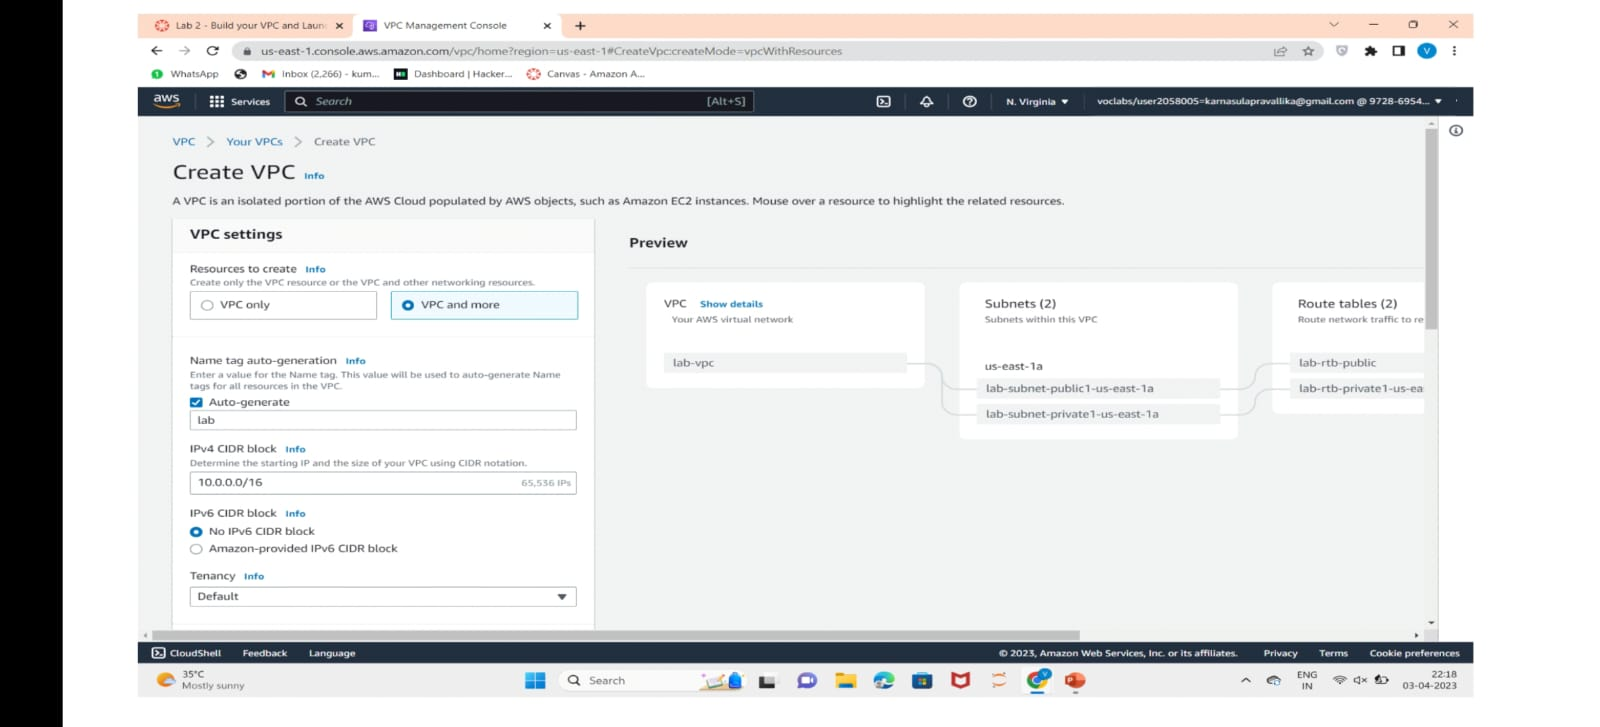 Lab 2 - Build your VPC and Laun
VPC Management Console
us-east-1.console.aws.amazon.com/vpc/home?region=us-east-1#CreateVpc:createMode=vpcWithResources
WhatsApp
Inbox (2,266) - kum...
Dashboard | Hacker...
Canvas - Amazon A...
aws
Services
Search
[Alt+S]
N. Virginia
voclabs/user2058005=karnasulapravallika@gmail.com @ 9728-6954...
VPC
Your VPCs
Create VPC
Create VPC Info
A VPC is an isolated portion of the AWS Cloud populated by AWS objects, such as Amazon EC2 instances. Mouse over a resource to highlight the related resources.
VPC settings
Resources to create Info
Create only the VPC resource or the VPC and other networking resources.
VPC only
VPC and more
Name tag auto-generation Info
Enter a value for the Name tag. This value will be used to auto-generate Name
tags for all resources in the VPC.
Auto-generate
lab
IPv4 CIDR block Info
Determine the starting IP and the size of your VPC using CIDR notation.
10.0.0.0/16
65,536 IPs
IPv6 CIDR block Info
No IPv6 CIDR block
Amazon-provided IPv6 CIDR block
Tenancy Info
Default
Preview
VPC Show details
Your AWS virtual network
lab-vpc
Subnets (2)
Subnets within this VPC
us-east-1a
lab-subnet-public1-us-east-1a
lab-subnet-private1-us-east-1a
Route tables (2)
Route network traffic to re
lab-rtb-public
lab-rtb-private1-us-ea
CloudShell
Feedback
Language
© 2023, Amazon Web Services, Inc. or its affiliates.
Privacy
Terms
Cookie preferences
35°C
Mostly sunny
Search
ENG
IN
22:18
03-04-2023